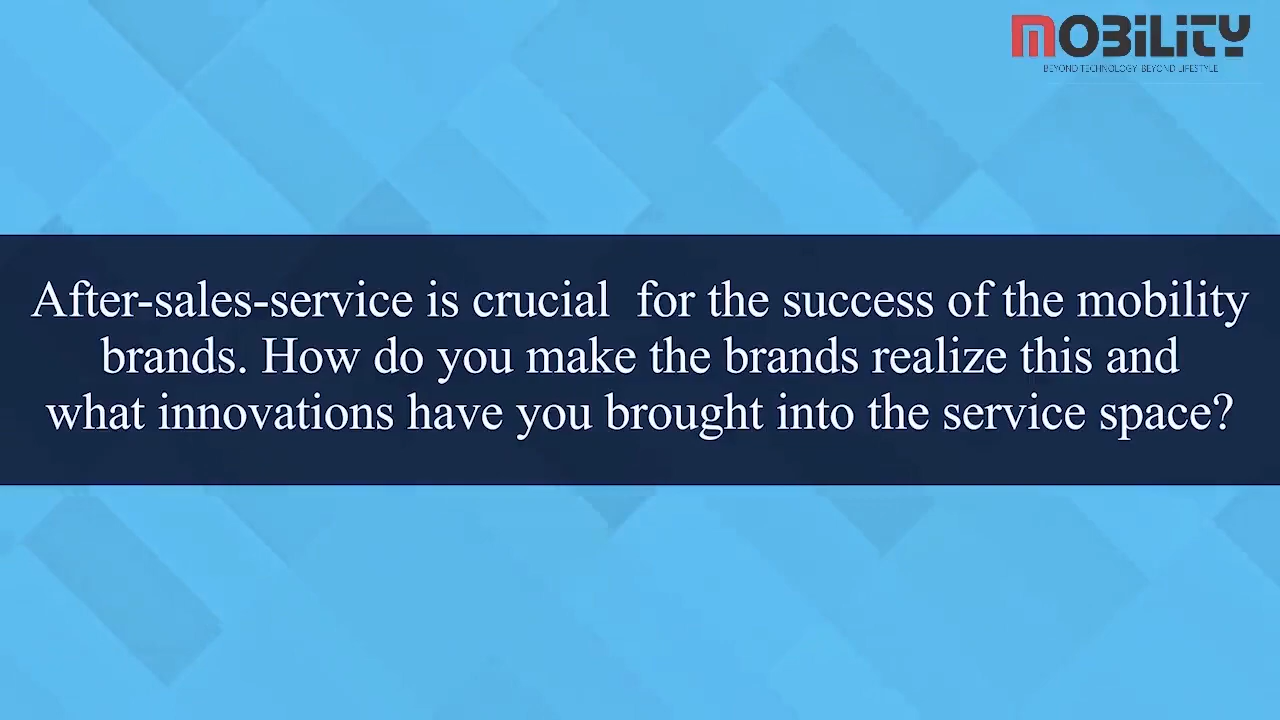 MOBILITY
BEYOND TECHNOLOGY BEYOND LIFESTYLE
After-sales-service is crucial  for the success of the mobility
brands. How do you make the brands realize this and
what innovations have you brought into the service space?